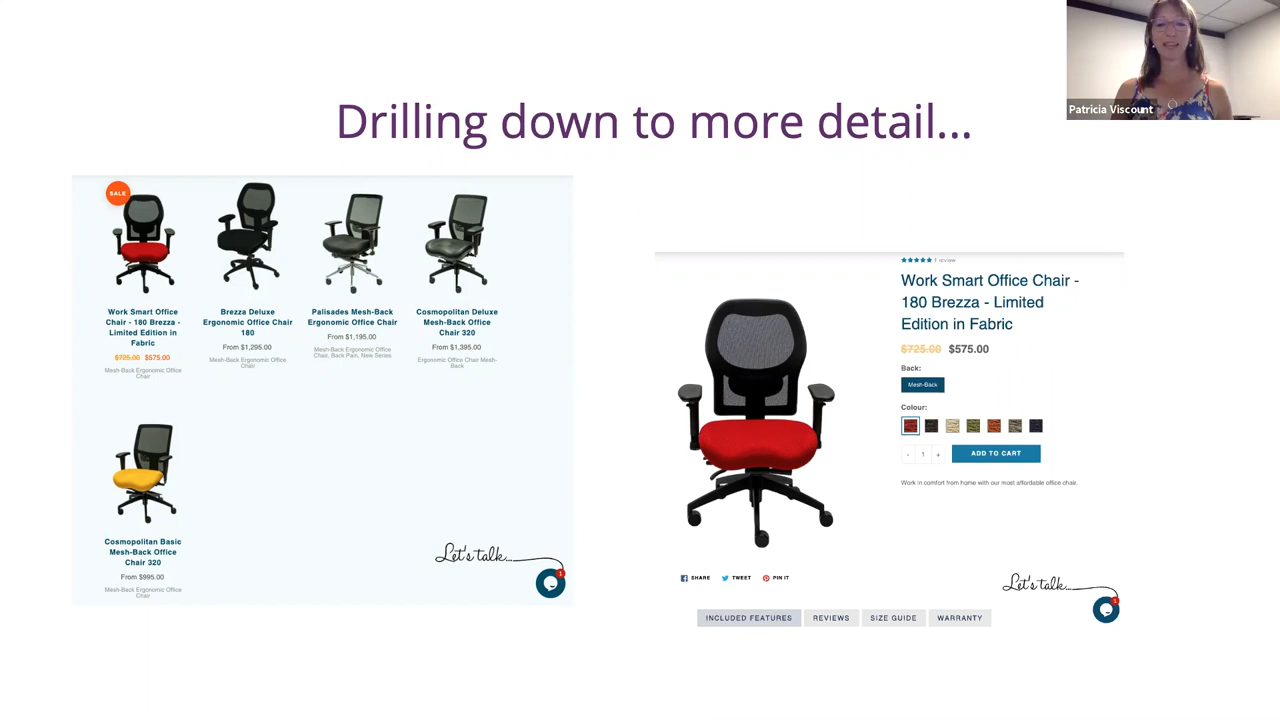 Patricia Viscount
Drilling down to more detail...
SALE
Work Smart Office
Chair - 180 Brezza -
Limited Edition in
Fabric
$725.00 $575.00
Mesh-Back Ergonomic Office
Chair
Brezza Deluxe
Ergonomic Office Chair
180
From $1,295.00
Mesh-Back Ergonomic Office
Chair
Palisades Mesh-Back
Ergonomic Office Chair
From $1,195.00
Mesh-Back Ergonomic Office
Chair, Back Pain, New Series
Cosmopolitan Deluxe
Mesh-Back Office
Chair 320
From $1,395.00
Ergonomic Office Chair Mesh-
Back
Cosmopolitan Basic
Mesh-Back Office
Chair 320
From $995.00
Mesh-Back Ergonomic Office
Chair
Let's talk...
1
1 review
Work Smart Office Chair -
180 Brezza - Limited
Edition in Fabric
$725.00 $575.00
Back:
Mesh-Back
Colour:
- 1 + ADD TO CART
Work in comfort from home with our most affordable office chair.
SHARE TWEET PIN IT
Let's talk...
1
INCLUDED FEATURES REVIEWS SIZE GUIDE WARRANTY